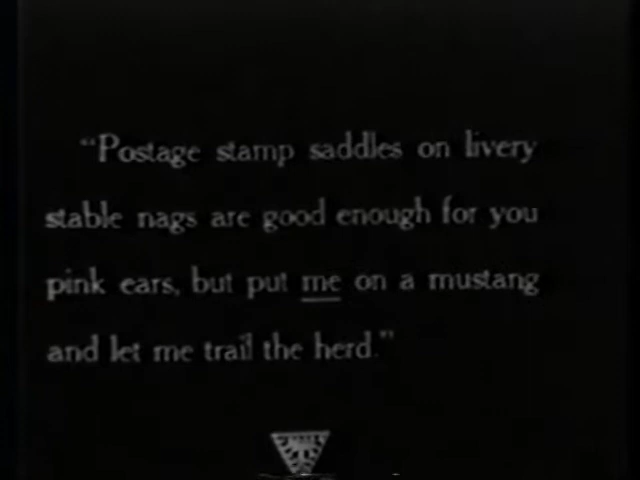 “Postage stamp saddles on livery
stable nags are good enough for you
pink ears, but put me on a mustang
and let me trail the herd.”